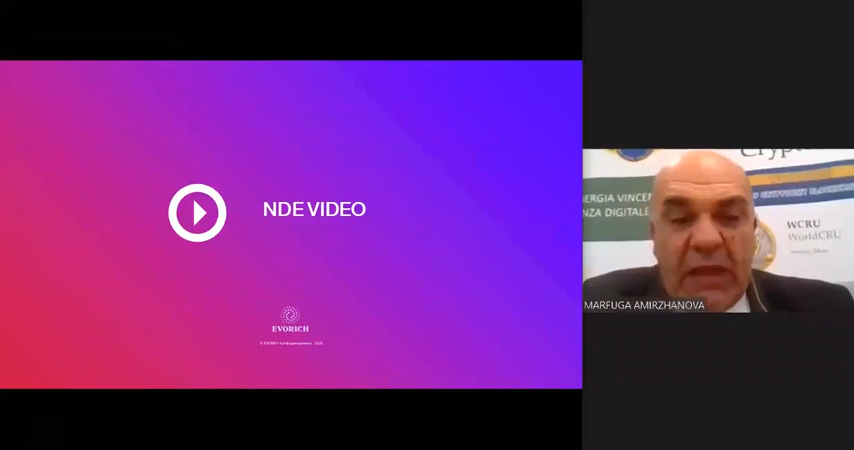 NDE VIDEO
EVORICH
Crypt
ERGIA VINCEN
NZA DIGITALE
WCRU
WorldCRU
MARFUGA AMIRZHANOVA